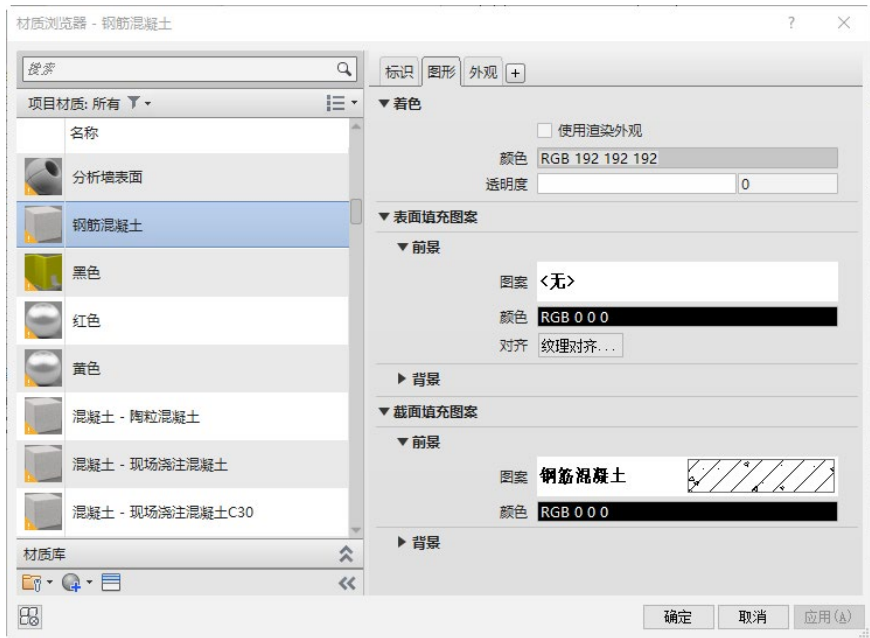 材质浏览器 - 钢筋混凝土
?
搜索
项目材质: 所有
名称
分析墙表面
钢筋混凝土
黑色
红色
黄色
混凝土 - 陶粒混凝土
混凝土 - 现场浇注混凝土
混凝土 - 现场浇注混凝土C30
材质库
标识 图形 外观 +
▼着色
使用渲染外观
颜色 RGB 192 192 192
透明度 0
▼表面填充图案
▼前景
图案 <无>
颜色 RGB 0 0 0
对齐 纹理对齐...
▶背景
▼截面填充图案
▼前景
图案 钢筋混凝土
颜色 RGB 0 0 0
▶背景
确定 取消 应用(A)